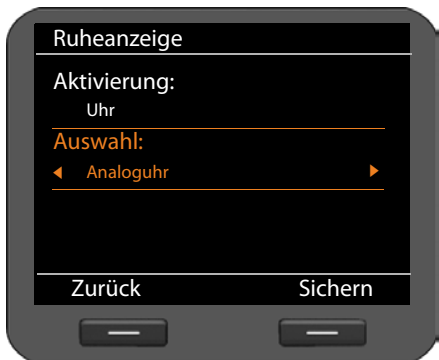 Ruheanzeige
Aktivierung:
Uhr
Auswahl:
Analoguhr
Zurück Sichern